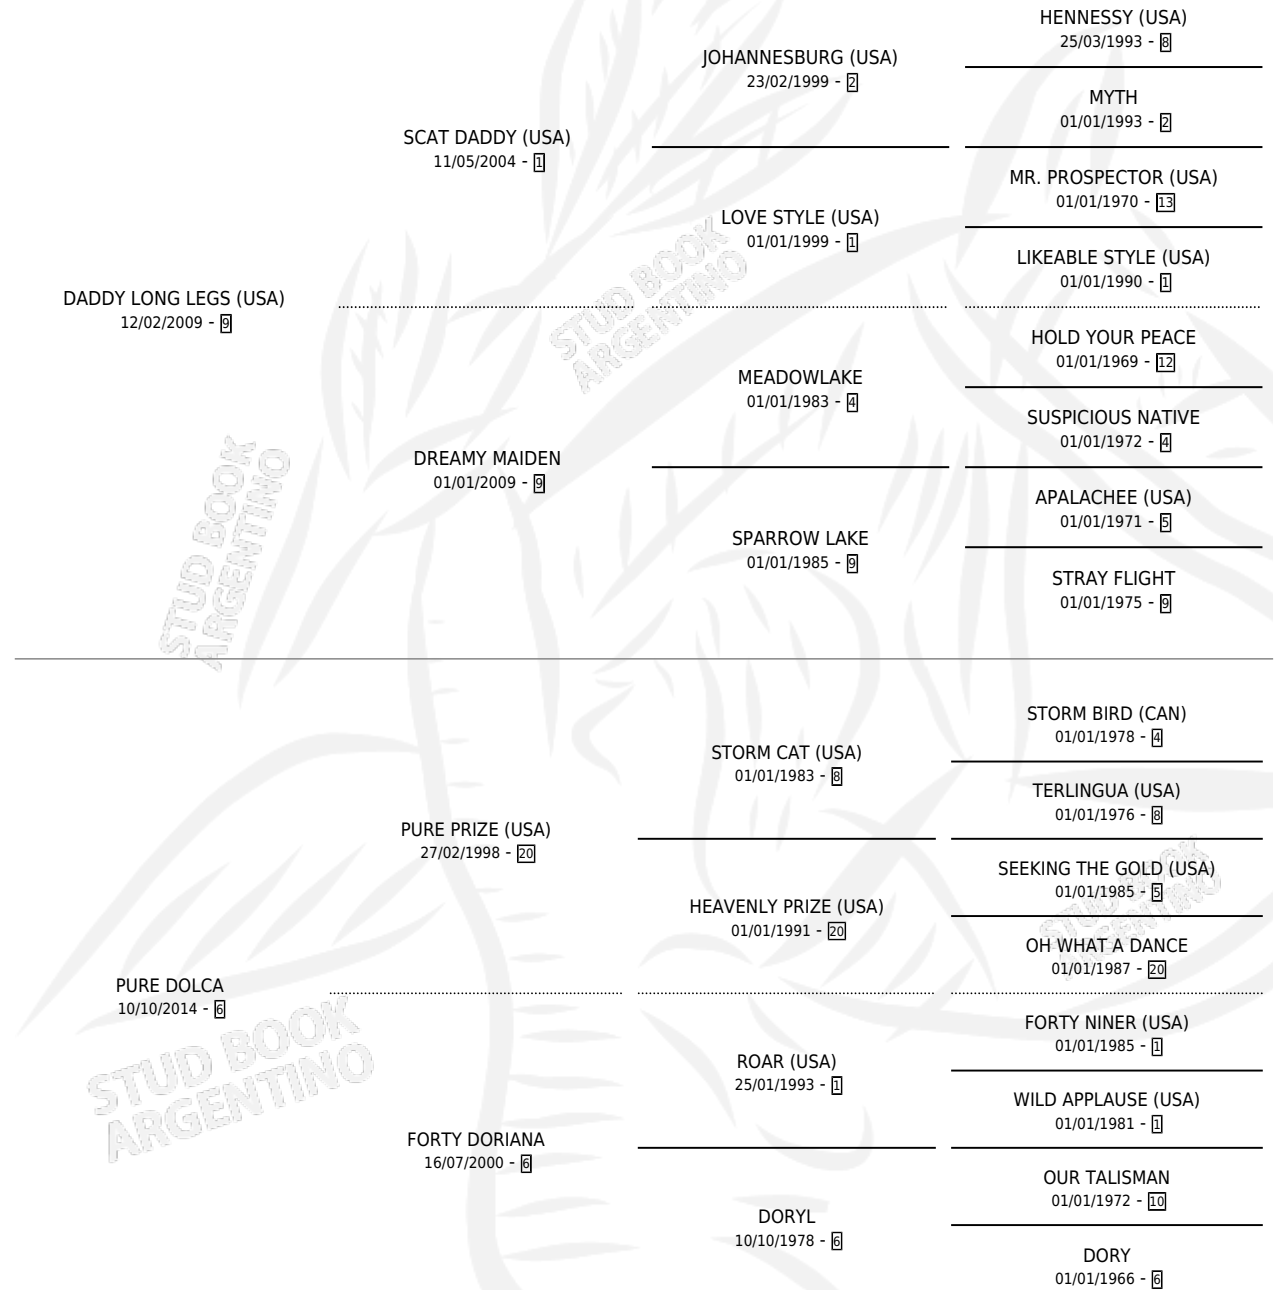 HENNESSY (USA)
25/03/1993 - 8
JOHANNESBURG (USA)
23/02/1999 - 2
MYTH
01/01/1993 - 2
SCAT DADDY (USA)
11/05/2004 - 1
MR. PROSPECTOR (USA)
01/01/1970 - 13
LOVE STYLE (USA)
01/01/1999 - 1
LIKEABLE STYLE (USA)
01/01/1990 - 1
DADDY LONG LEGS (USA)
12/02/2009 - 9
STUD BOOK
ARGENTINO
HOLD YOUR PEACE
01/01/1969 - 12
MEADOWLAKE
01/01/1983 - 4
SUSPICIOUS NATIVE
01/01/1972 - 4
DREAMY MAIDEN
01/01/2009 - 9
APALACHEE (USA)
01/01/1971 - 5
SPARROW LAKE
01/01/1985 - 9
STRAY FLIGHT
01/01/1975 - 9
STUD BOOK
ARGENTINO
STORM BIRD (CAN)
01/01/1978 - 4
STORM CAT (USA)
01/01/1983 - 8
TERLINGUA (USA)
01/01/1976 - 8
PURE PRIZE (USA)
27/02/1998 - 20
SEEKING THE GOLD (USA)
01/01/1985 - 5
HEAVENLY PRIZE (USA)
01/01/1991 - 20
STUD BOOK
ARGENTINO
OH WHAT A DANCE
01/01/1987 - 20
PURE DOLCA
10/10/2014 - 6
FORTY NINER (USA)
01/01/1985 - 1
ROAR (USA)
25/01/1993 - 1
STUD BOOK
ARGENTINO
WILD APPLAUSE (USA)
01/01/1981 - 1
FORTY DORIANA
16/07/2000 - 6
OUR TALISMAN
01/01/1972 - 10
DORYL
10/10/1978 - 6
DORY
01/01/1966 - 6